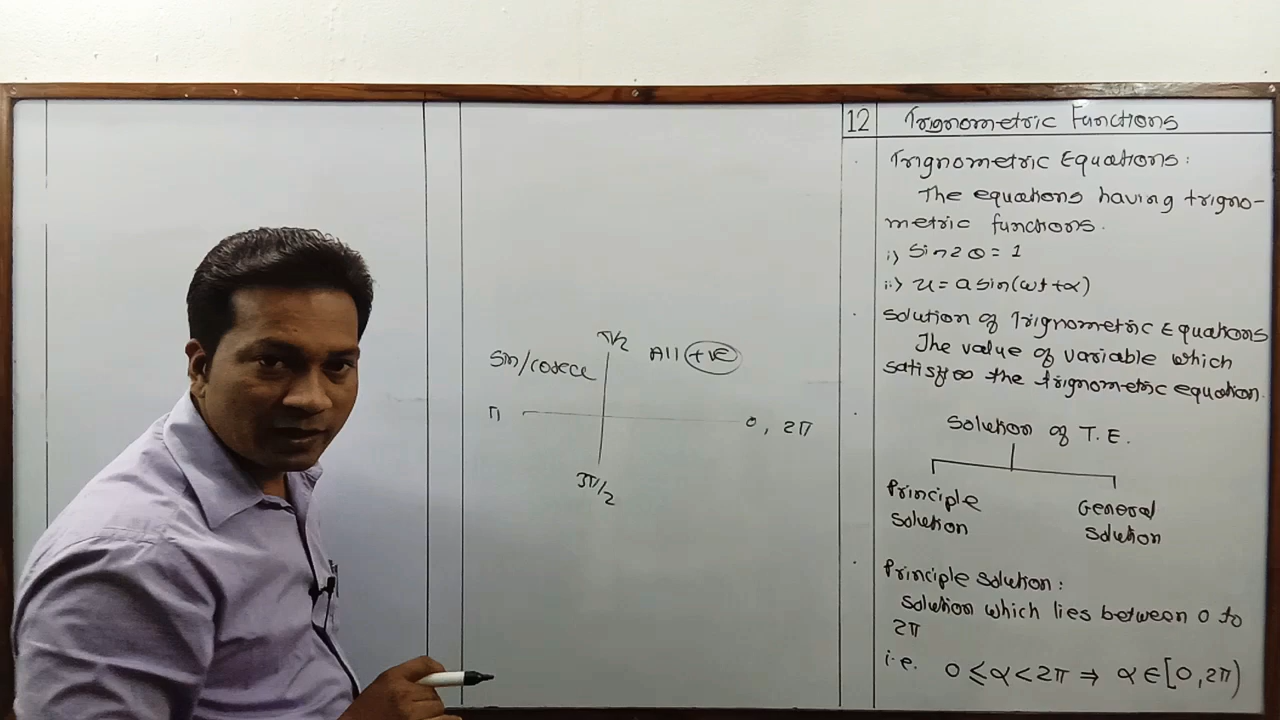 π/2
All +ve
Sin/cosec
π
0, 2π
3π/2
12 Trignometric Functions
Trignometric Equations:
The equations having trigno-
metric functions.
i> sin2θ = 1
ii> x = a sin(ωt+α)
Solution of Trignometric Equations
The value of variable which
satisfies the trignometric equation.
Solution of T.E.
Principle
solution
General
solution
Principle solution:
Solution which lies between 0 to
2π
i.e. 0 ≤ α < 2π ⇒ α ∈ [0, 2π)